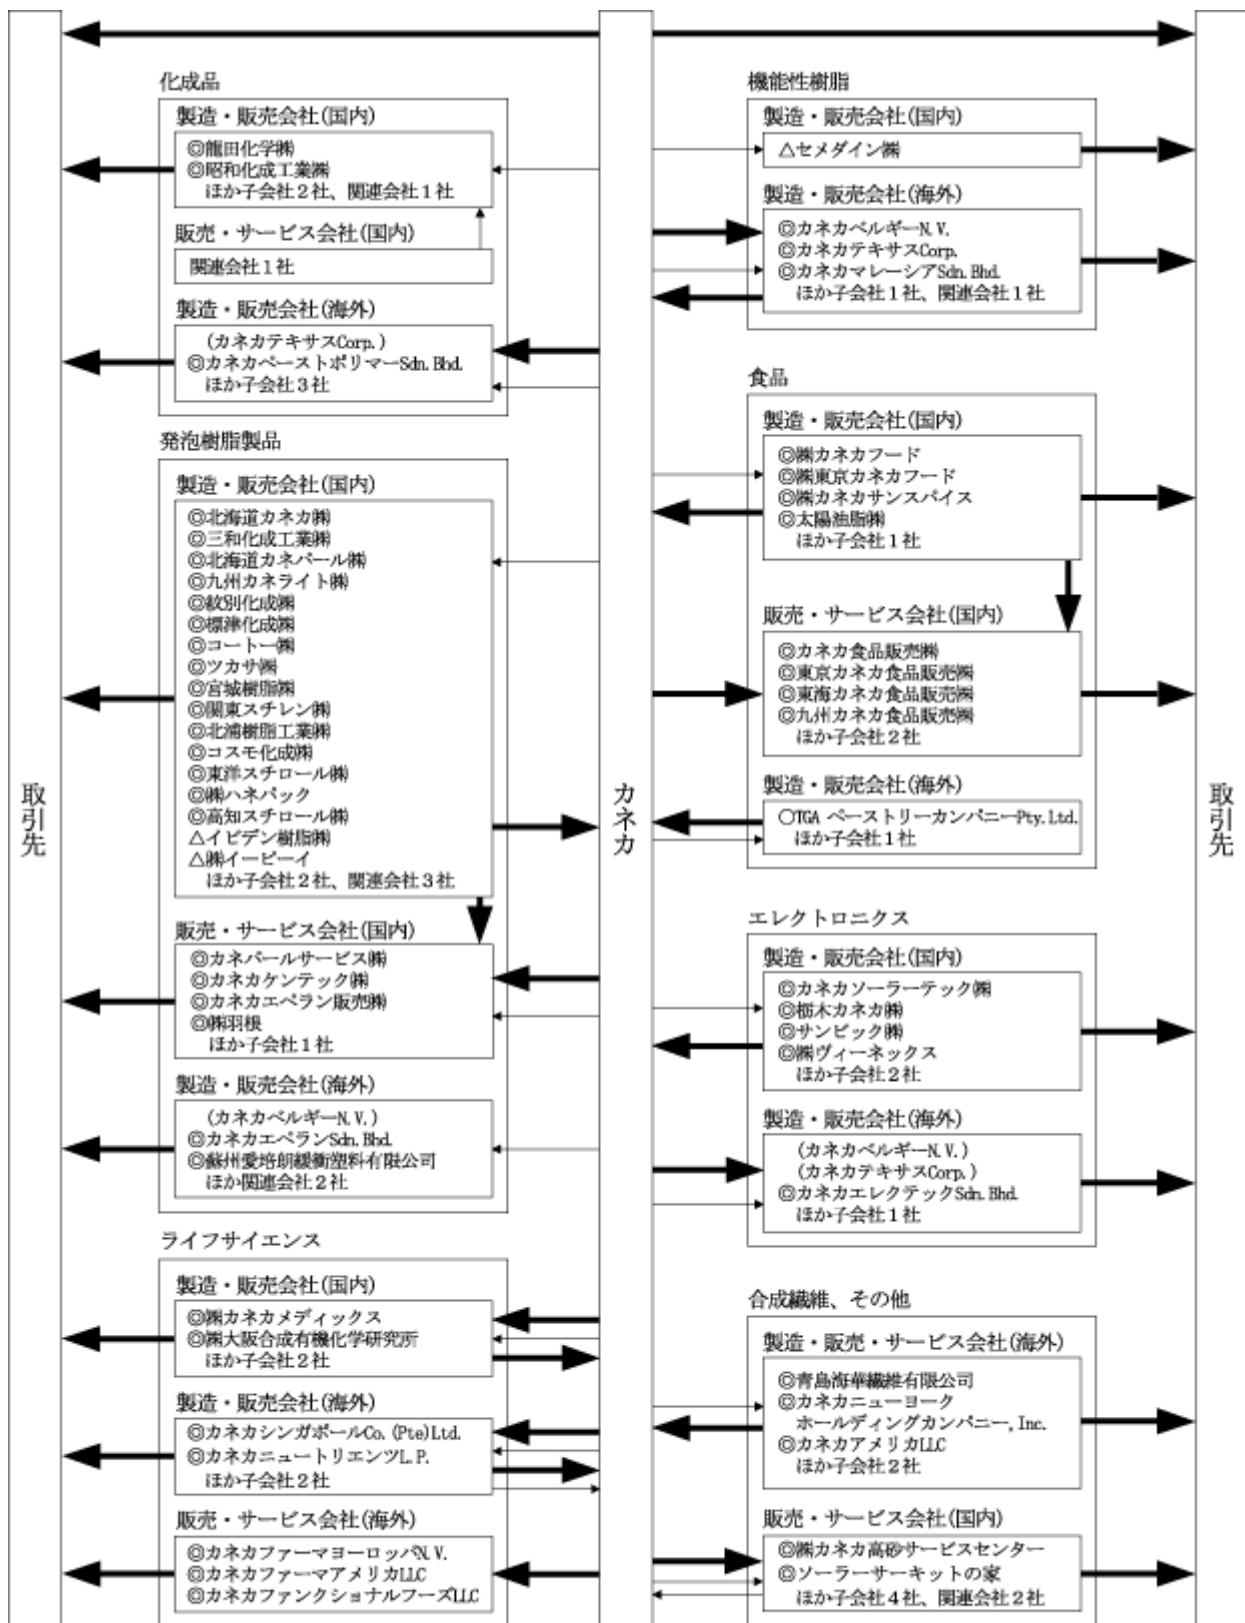 化成品
製造・販売会社(国内)
◎龍田化学㈱
◎昭和化成工業㈱
ほか子会社２社、関連会社１社
販売・サービス会社(国内)
関連会社１社
製造・販売会社(海外)
(カネカテキサスCorp.)
◎カネカペーストポリマーSdn.Bhd.
ほか子会社３社
発泡樹脂製品
製造・販売会社(国内)
◎北海道カネカ㈱
◎三和化成工業㈱
◎北海道カネパール㈱
◎九州カネライト㈱
◎紋別化成㈱
◎標津化成㈱
◎コートー㈱
◎ツカサ㈱
◎宮城樹脂㈱
◎関東スチレン㈱
◎北浦樹脂工業㈱
◎コスモ化成㈱
◎東洋スチロール㈱
◎㈱ハネパック
◎高知スチロール㈱
△イビデン樹脂㈱
△㈱イーピーイ
ほか子会社２社、関連会社３社
販売・サービス会社(国内)
◎カネパールサービス㈱
◎カネカケンテック㈱
◎カネカエペラン販売㈱
◎㈱羽根
ほか子会社１社
製造・販売会社(海外)
(カネカベルギーN.V.)
◎カネカエペランSdn.Bhd.
◎蘇州愛培朗緩衝塑料有限公司
ほか関連会社２社
ライフサイエンス
製造・販売会社(国内)
◎㈱カネカメディックス
◎㈱大阪合成有機化学研究所
ほか子会社２社
製造・販売会社(海外)
◎カネカシンガポールCo.(Pte)Ltd.
◎カネカニュートリエンツL.P.
ほか子会社２社
販売・サービス会社(海外)
◎カネカファーマヨーロッパN.V.
◎カネカファーマアメリカLLC
◎カネカファンクショナルフーズLLC
取引先
カネカ
機能性樹脂
製造・販売会社(国内)
△セメダイン㈱
製造・販売会社(海外)
◎カネカベルギーN.V.
◎カネカテキサスCorp.
◎カネカマレーシアSdn.Bhd.
ほか子会社１社、関連会社１社
食品
製造・販売会社(国内)
◎㈱カネカフード
◎㈱東京カネカフード
◎㈱カネカサンスパイス
◎太陽油脂㈱
ほか子会社１社
販売・サービス会社(国内)
◎カネカ食品販売㈱
◎東京カネカ食品販売㈱
◎東海カネカ食品販売㈱
◎九州カネカ食品販売㈱
ほか子会社２社
製造・販売会社(海外)
○TGA ペーストリーカンパニーPty.Ltd.
ほか子会社１社
エレクトロニクス
製造・販売会社(国内)
◎カネカソーラーテック㈱
◎栃木カネカ㈱
◎サンビック㈱
◎㈱ヴィーネックス
ほか子会社２社
製造・販売会社(海外)
(カネカベルギーN.V.)
(カネカテキサスCorp.)
◎カネカエレクテックSdn.Bhd.
ほか子会社１社
合成繊維、その他
製造・販売・サービス会社(海外)
◎青島海華繊維有限公司
◎カネカニューヨーク
ホールディングカンパニー,Inc.
◎カネカアメリカLLC
ほか子会社２社
販売・サービス会社(国内)
◎㈱カネカ高砂サービスセンター
◎ソーラーサーキットの家
ほか子会社４社、関連会社２社
取引先